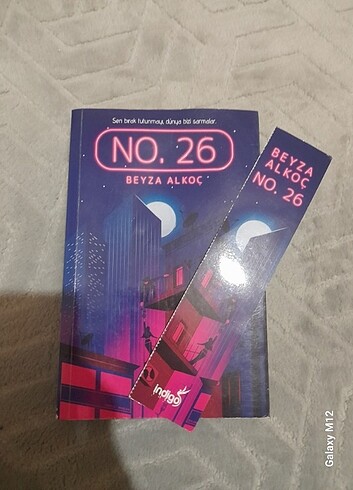 Sen bırak tutunmayı, dünya bizi sarmalar.
NO. 26
BEYZA ALKOÇ
BEYZA
ALKOÇ
NO. 26
indigo
Galaxy M12